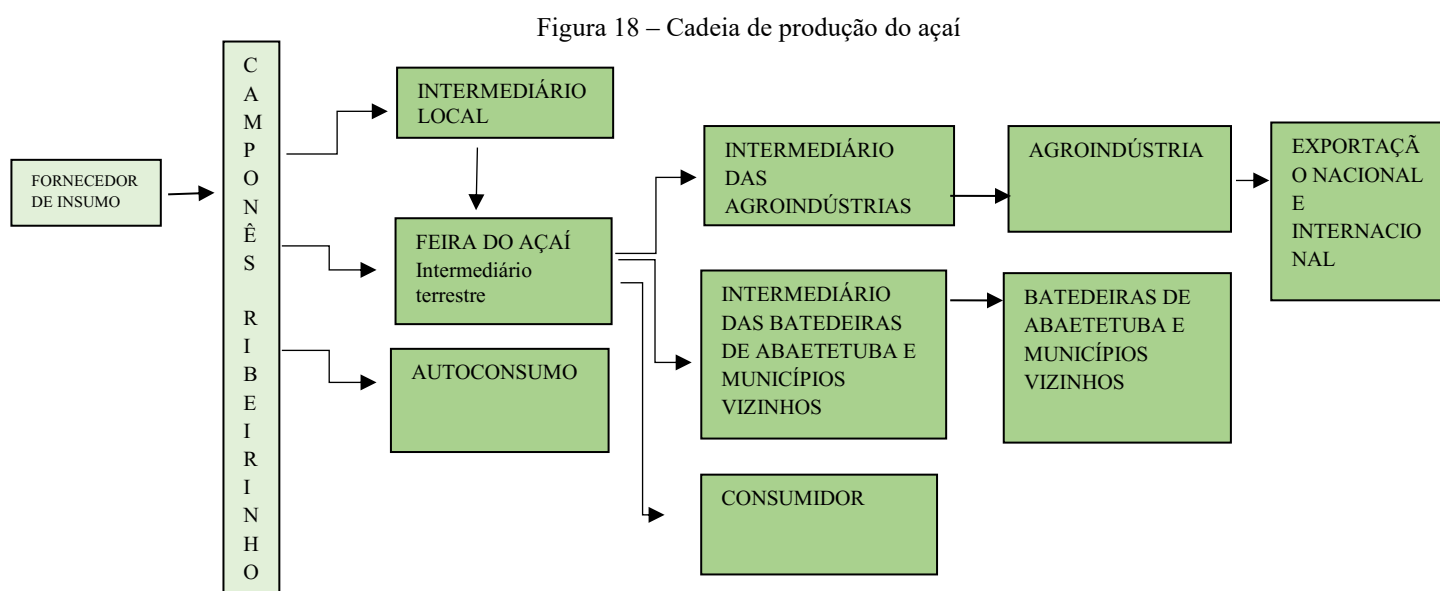 Figura 18 – Cadeia de produção do açaí
FORNECEDOR
DE INSUMO
C
A
M
P
O
N
Ê
S
R
I
B
E
I
R
I
N
H
O
INTERMEDIÁRIO
LOCAL
FEIRA DO AÇAÍ
Intermediário
terrestre
AUTOCONSUMO
INTERMEDIÁRIO
DAS
AGROINDÚSTRIAS
INTERMEDIÁRIO
DAS BATEDEIRAS
DE ABAETETUBA E
MUNICÍPIOS
VIZINHOS
CONSUMIDOR
AGROINDÚSTRIA
BATEDEIRAS DE
ABAETETUBA E
MUNICÍPIOS
VIZINHOS
EXPORTAÇÃ
O NACIONAL
E
INTERNACIO
NAL